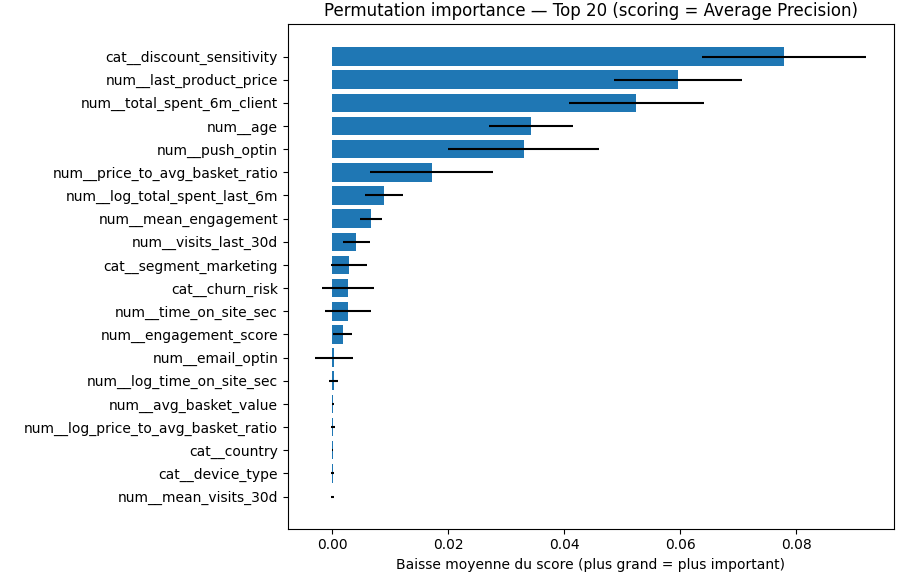 Permutation importance — Top 20 (scoring = Average Precision)
cat__discount_sensitivity
num__last_product_price
num__total_spent_6m_client
num__age
num__push_optin
num__price_to_avg_basket_ratio
num__log_total_spent_last_6m
num__mean_engagement
num__visits_last_30d
cat__segment_marketing
cat__churn_risk
num__time_on_site_sec
num__engagement_score
num__email_optin
num__log_time_on_site_sec
num__avg_basket_value
num__log_price_to_avg_basket_ratio
cat__country
cat__device_type
num__mean_visits_30d
0.00 0.02 0.04 0.06 0.08
Baisse moyenne du score (plus grand = plus important)